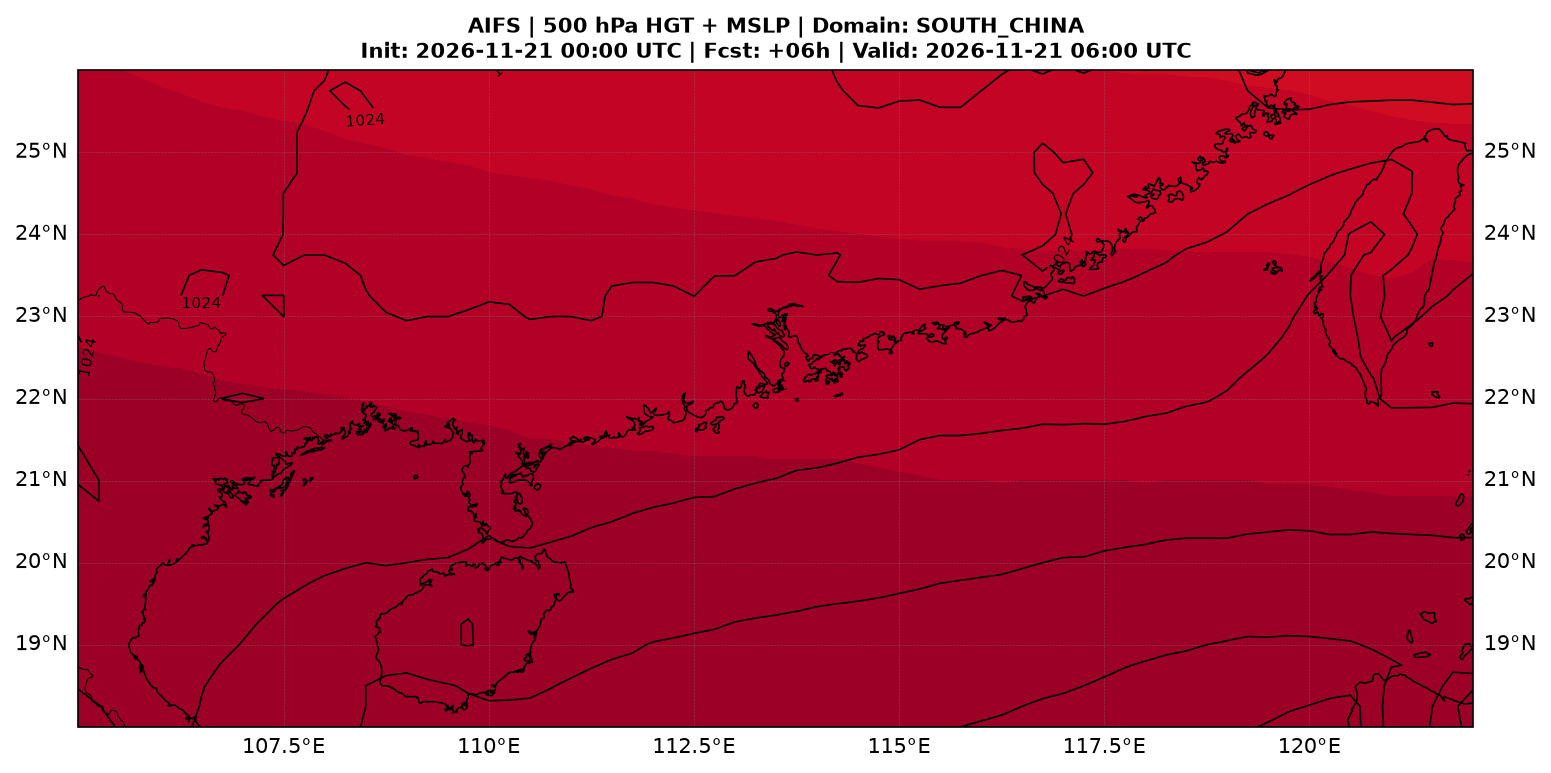 AIFS | 500 hPa HGT + MSLP | Domain: SOUTH_CHINA
Init: 2026-11-21 00:00 UTC | Fcst: +06h | Valid: 2026-11-21 06:00 UTC
1024
25°N 25°N
24°N 24°N
1024
1024
23°N 23°N
1024
22°N 22°N
21°N 21°N
20°N 20°N
19°N 19°N
107.5°E 110°E 112.5°E 115°E 117.5°E 120°E